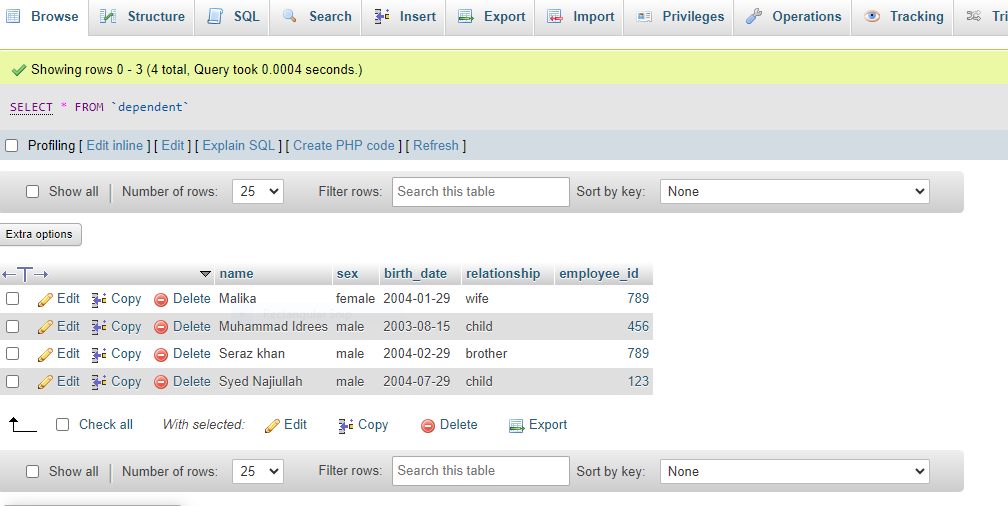 Browse Structure SQL Search Insert Export Import Privileges Operations Tracking Tri
Showing rows 0 - 3 (4 total, Query took 0.0004 seconds.)
SELECT * FROM `dependent`
Profiling [ Edit inline ] [ Edit ] [ Explain SQL ] [ Create PHP code ] [ Refresh ]
Show all Number of rows: 25 Filter rows: Search this table Sort by key: None
Extra options
←T→ name sex birth_date relationship employee_id
Edit Copy Delete Malika female 2004-01-29 wife 789
Edit Copy Delete Muhammad Idrees male 2003-08-15 child 456
Edit Copy Delete Seraz khan male 2004-02-29 brother 789
Edit Copy Delete Syed Najiullah male 2004-07-29 child 123
Check all With selected: Edit Copy Delete Export
Show all Number of rows: 25 Filter rows: Search this table Sort by key: None